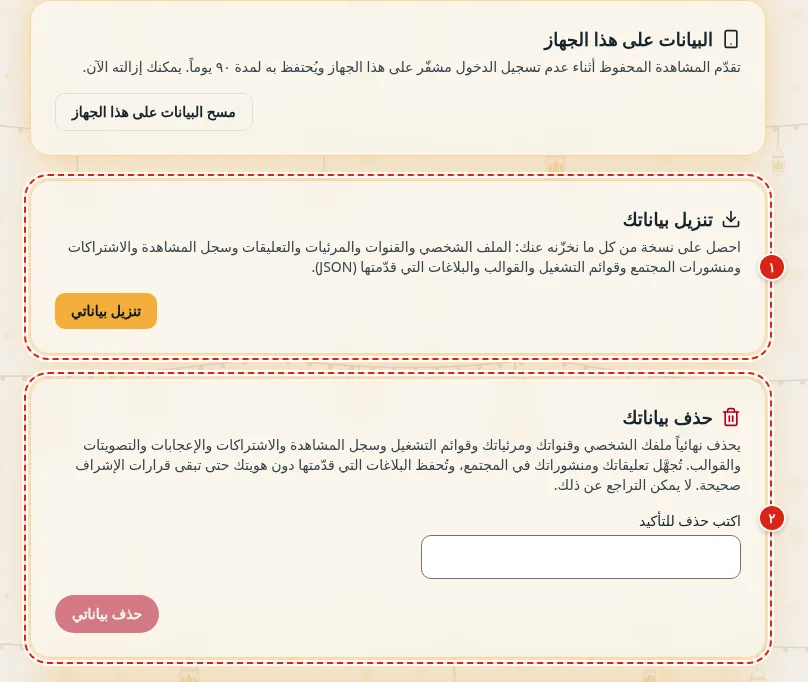 البيانات على هذا الجهاز
تقدّم المشاهدة المحفوظ أثناء عدم تسجيل الدخول مشفّر على هذا الجهاز ويُحتفظ به لمدة ٩٠ يوماً. يمكنك إزالته الآن.
مسح البيانات على هذا الجهاز
تنزيل بياناتك
احصل على نسخة من كل ما نخزّنه عنك: الملف الشخصي والقنوات والمرئيات والتعليقات وسجل المشاهدة والاشتراكات
ومنشورات المجتمع وقوائم التشغيل والقوالب والبلاغات التي قدّمتها (JSON).
١
تنزيل بياناتي
حذف بياناتك
يحذف نهائياً ملفك الشخصي وقنواتك ومرئياتك وقوائم التشغيل وسجل المشاهدة والاشتراكات والإعجابات والتصويتات
والقوالب. تُجهَّل تعليقاتك ومنشوراتك في المجتمع، وتُحفظ البلاغات التي قدّمتها دون هويتك حتى تبقى قرارات الإشراف
صحيحة. لا يمكن التراجع عن ذلك.
٢
اكتب حذف للتأكيد
حذف بياناتي